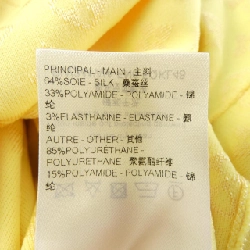 PRINCIPAL - MAIN - 主料
64%SOIE - SILK - 桑蚕丝
33%POLYAMIDE - POLYAMIDE - 锦
纶
3%ELASTHANNE - ELASTANE - 氨
纶
AUTRE - OTHER - 其他
85%POLYURETHANE -
POLYURETHANE - 聚氨酯纤维
15%POLYAMIDE - POLYAMIDE - 锦
纶